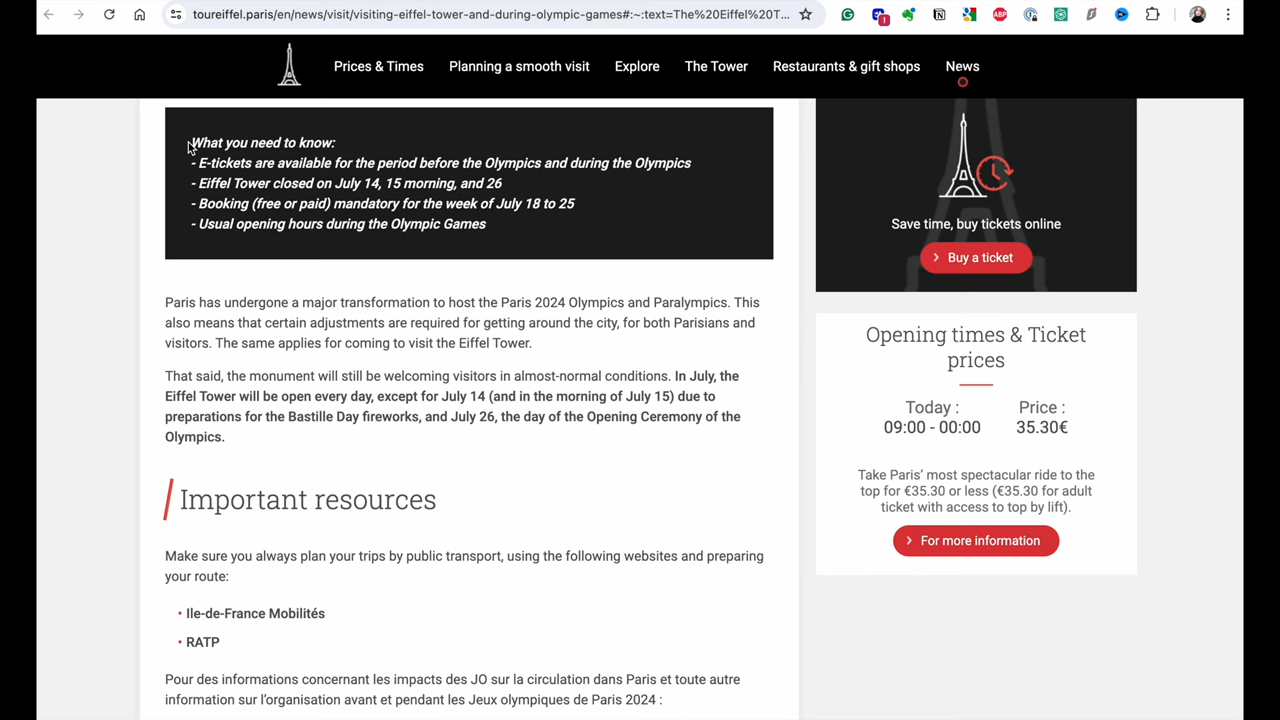 toureiffel.paris/en/news/visit/visiting-eiffel-tower-and-during-olympic-games#:~:text=The%20Eiffel%20T...
ABP
Prices & Times
Planning a smooth visit
Explore
The Tower
Restaurants & gift shops
News
What you need to know:
- E-tickets are available for the period before the Olympics and during the Olympics
- Eiffel Tower closed on July 14, 15 morning, and 26
- Booking (free or paid) mandatory for the week of July 18 to 25
- Usual opening hours during the Olympic Games
Paris has undergone a major transformation to host the Paris 2024 Olympics and Paralympics. This
also means that certain adjustments are required for getting around the city, for both Parisians and
visitors. The same applies for coming to visit the Eiffel Tower.
That said, the monument will still be welcoming visitors in almost-normal conditions. In July, the
Eiffel Tower will be open every day, except for July 14 (and in the morning of July 15) due to
preparations for the Bastille Day fireworks, and July 26, the day of the Opening Ceremony of the
Olympics.
Important resources
Make sure you always plan your trips by public transport, using the following websites and preparing
your route:
• Ile-de-France Mobilités
• RATP
Pour des informations concernant les impacts des JO sur la circulation dans Paris et toute autre
information sur l'organisation avant et pendant les Jeux olympiques de Paris 2024 :
Save time, buy tickets online
Buy a ticket
Opening times & Ticket
prices
Today :
09:00 - 00:00
Price :
35.30€
Take Paris' most spectacular ride to the
top for €35.30 or less (€35.30 for adult
ticket with access to top by lift).
For more information